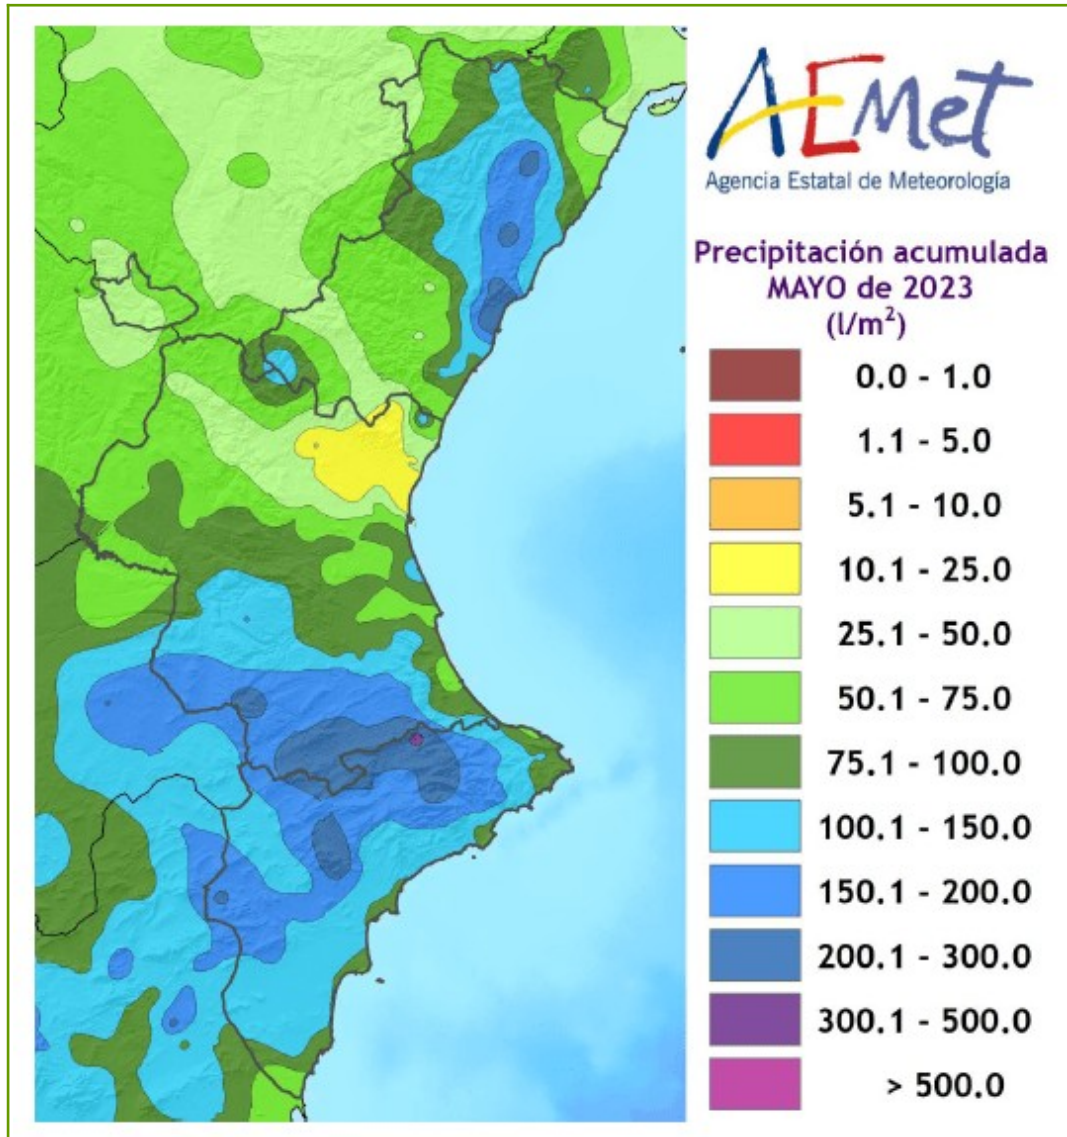 AEMet
Agencia Estatal de Meteorología
Precipitación acumulada
MAYO de 2023
(l/m²)
0.0 - 1.0
1.1 - 5.0
5.1 - 10.0
10.1 - 25.0
25.1 - 50.0
50.1 - 75.0
75.1 - 100.0
100.1 - 150.0
150.1 - 200.0
200.1 - 300.0
300.1 - 500.0
> 500.0